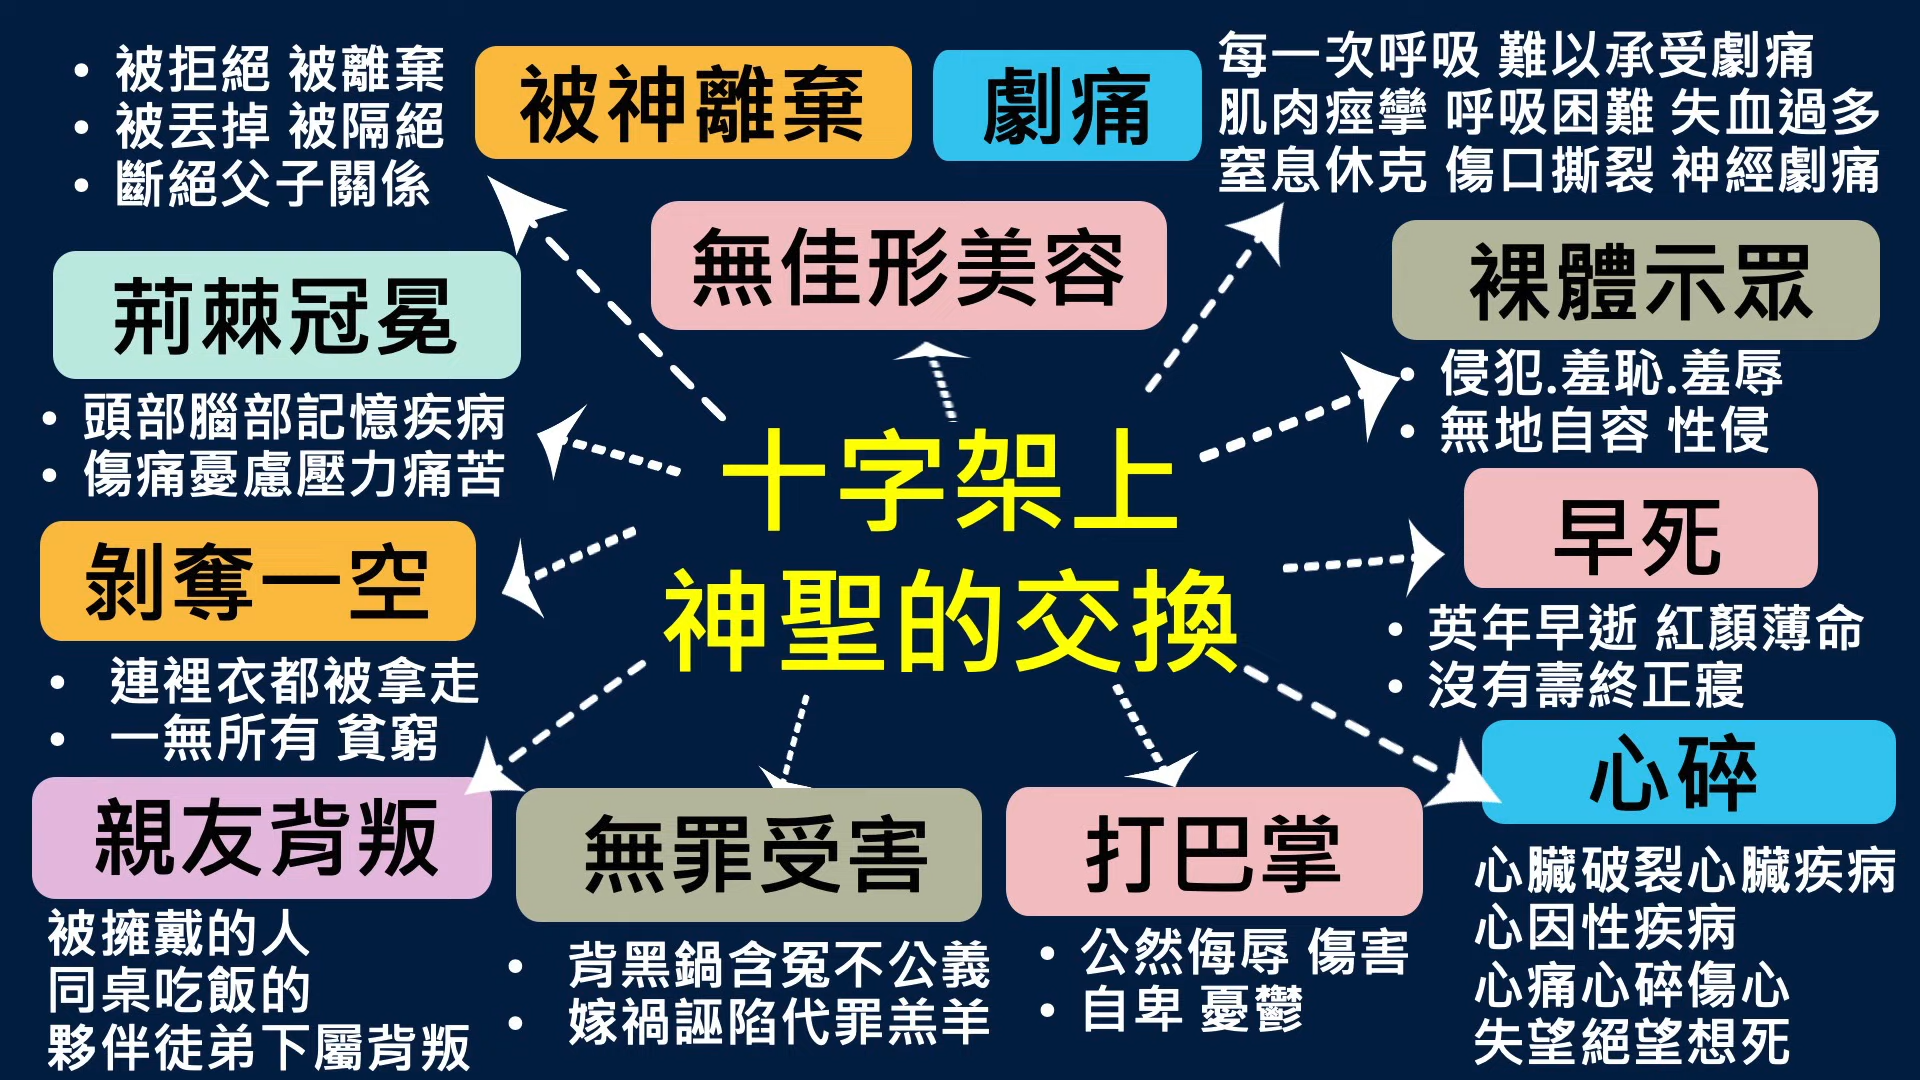 被拒絕 被離棄
被丟掉 被隔絕
斷絕父子關係
被神離棄
劇痛
每一次呼吸 難以承受劇痛
肌肉痙攣 呼吸困難 失血過多
窒息休克 傷口撕裂 神經劇痛
無佳形美容
荊棘冠冕
頭部腦部記憶疾病
傷痛憂慮壓力痛苦
裸體示眾
侵犯.羞恥.羞辱
無地自容 性侵
十字架上
神聖的交換
剝奪一空
連裡衣都被拿走
一無所有 貧窮
早死
英年早逝 紅顏薄命
沒有壽終正寢
親友背叛
被擁戴的人
同桌吃飯的
夥伴徒弟下屬背叛
無罪受害
背黑鍋含冤不公義
嫁禍誣陷代罪羔羊
打巴掌
公然侮辱 傷害
自卑 憂鬱
心碎
心臟破裂心臟疾病
心因性疾病
心痛心碎傷心
失望絕望想死